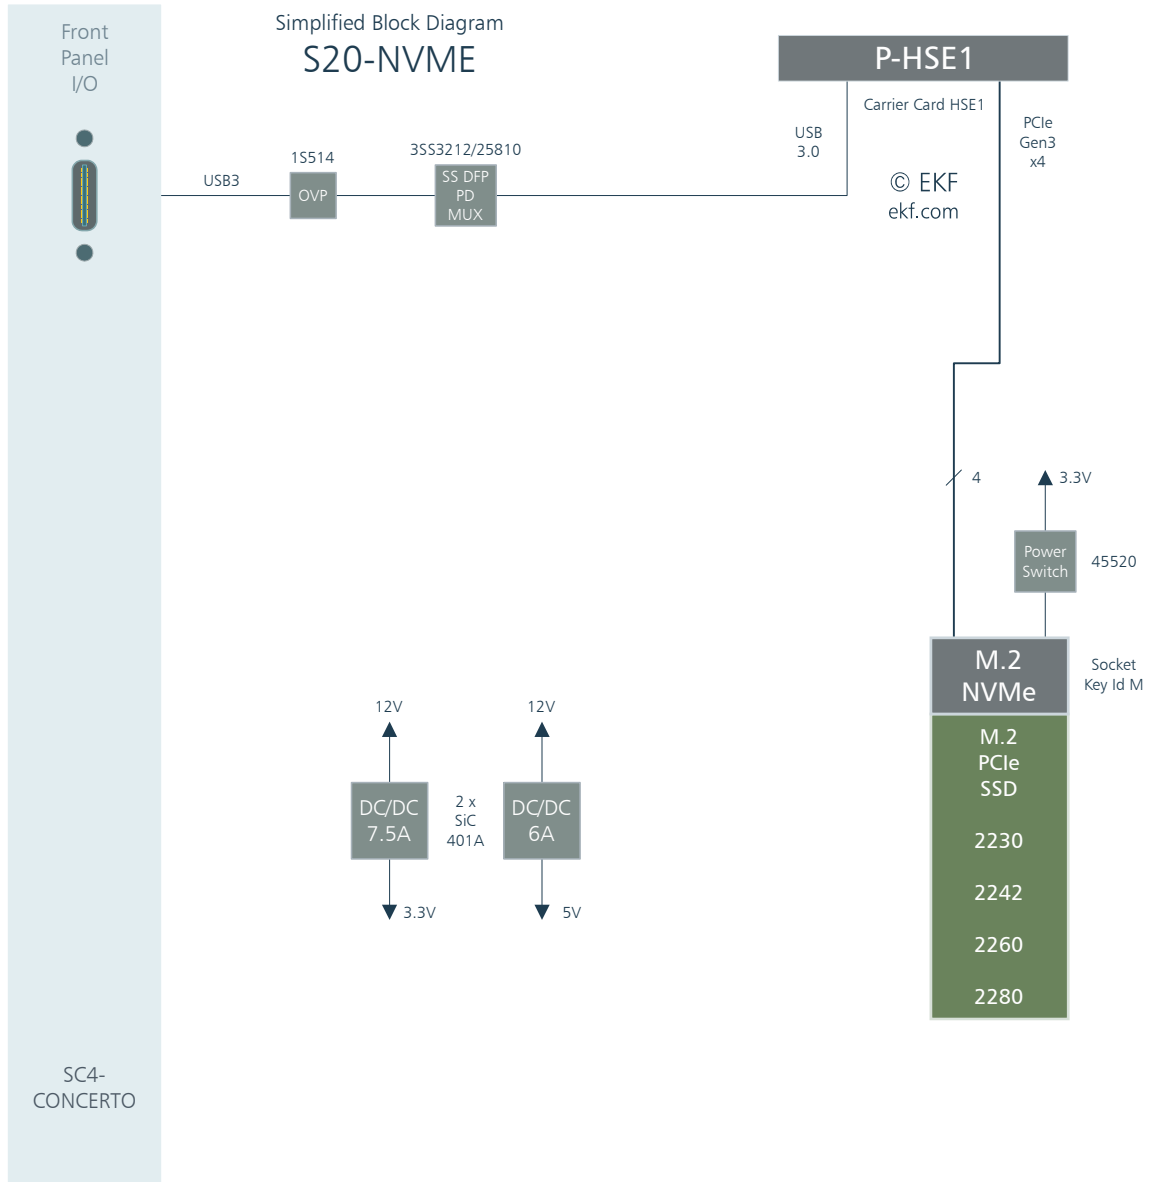 Front
Panel
I/O
Simplified Block Diagram
S20-NVME
P-HSE1
Carrier Card HSE1
USB
3.0
PCIe
Gen3
x4
© EKF
ekf.com
USB3
1S514
OVP
3SS3212/25810
SS DFP
PD
MUX
4
3.3V
Power
Switch
45520
M.2
NVMe
Socket
Key Id M
M.2
PCIe
SSD
2230
2242
2260
2280
12V
DC/DC
7.5A
3.3V
2 x
SiC
401A
12V
DC/DC
6A
5V
SC4-
CONCERTO